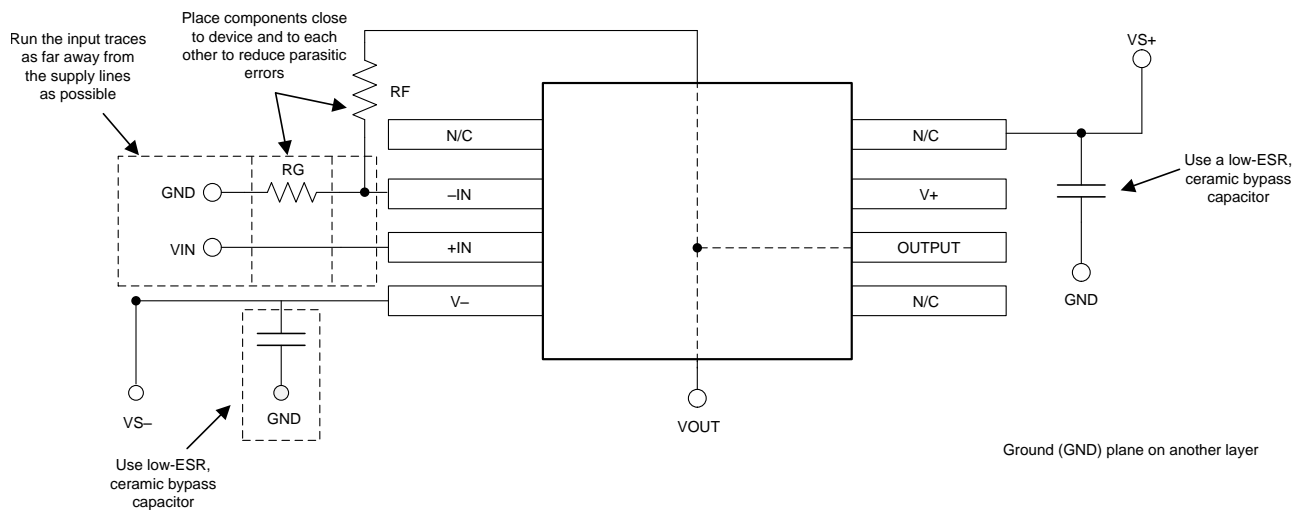 Place components close
to device and to each
other to reduce parasitic
errors
Run the input traces
as far away from
the supply lines
as possible
VS+
RF
N/C
N/C
Use a low-ESR,
ceramic bypass
capacitor
RG
GND
–IN
V+
VIN
+IN
OUTPUT
GND
V–
N/C
VS–
GND
VOUT
Ground (GND) plane on another layer
Use low-ESR,
ceramic bypass
capacitor